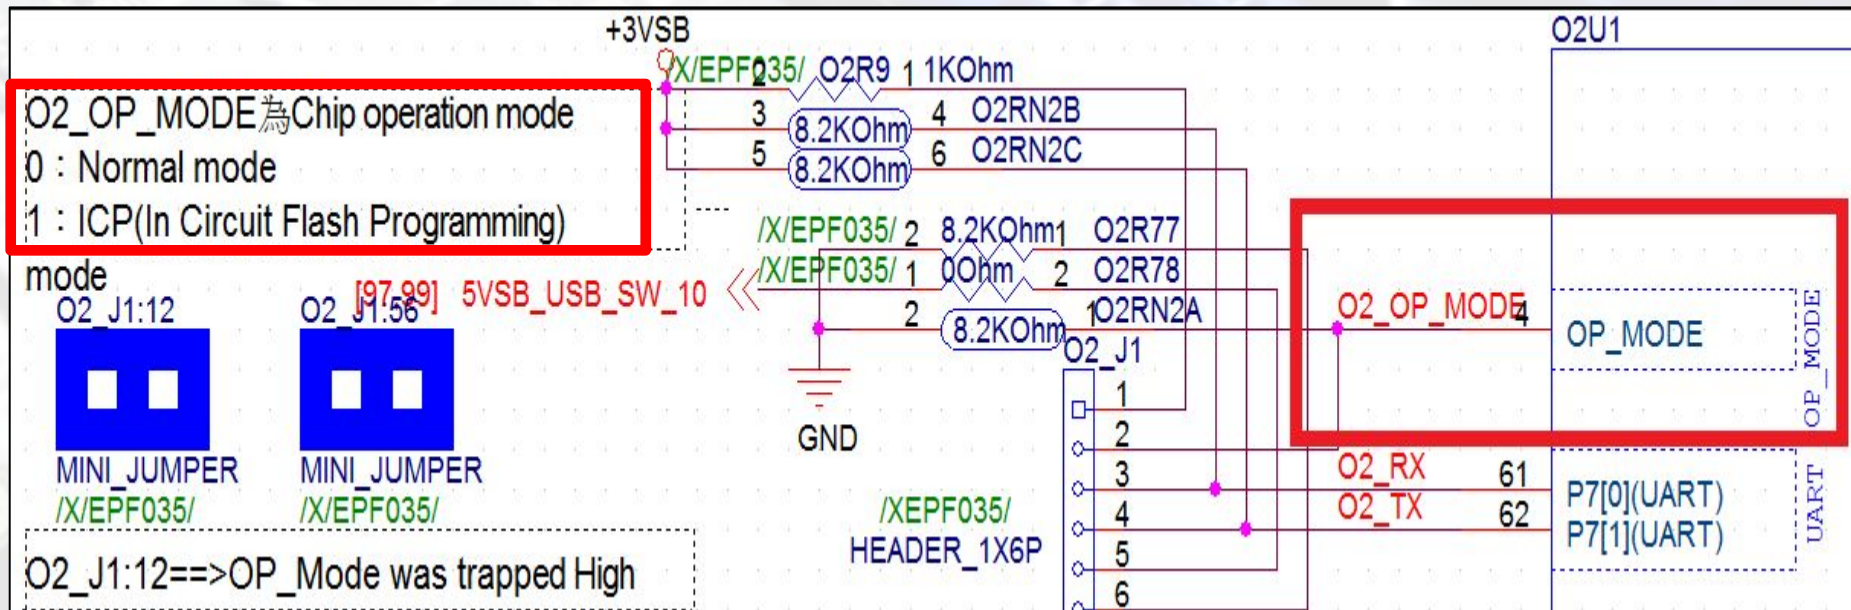 +3VSB
O2U1
/X/EPF035/
2 O2R9 1 1KOhm
O2_OP_MODE為Chip operation mode
0：Normal mode
1：ICP(In Circuit Flash Programming)
mode
3 8.2KOhm 4 O2RN2B
5 8.2KOhm 6 O2RN2C
/X/EPF035/ 2 8.2KOhm 1 O2R77
[97,99] 5VSB_USB_SW_10 /X/EPF035/ 1 0Ohm 2 O2R78
2 8.2KOhm 1 O2RN2A
O2_OP_MODE 4 OP_MODE
OP_MODE
O2_J1:12
O2_J1:56
MINI_JUMPER
MINI_JUMPER
/X/EPF035/
/X/EPF035/
GND
O2_J1
1
2
3
4
5
6
/XEPF035/
HEADER_1X6P
O2_RX 61 P7[0](UART)
O2_TX 62 P7[1](UART)
UART
O2_J1:12==>OP_Mode was trapped High